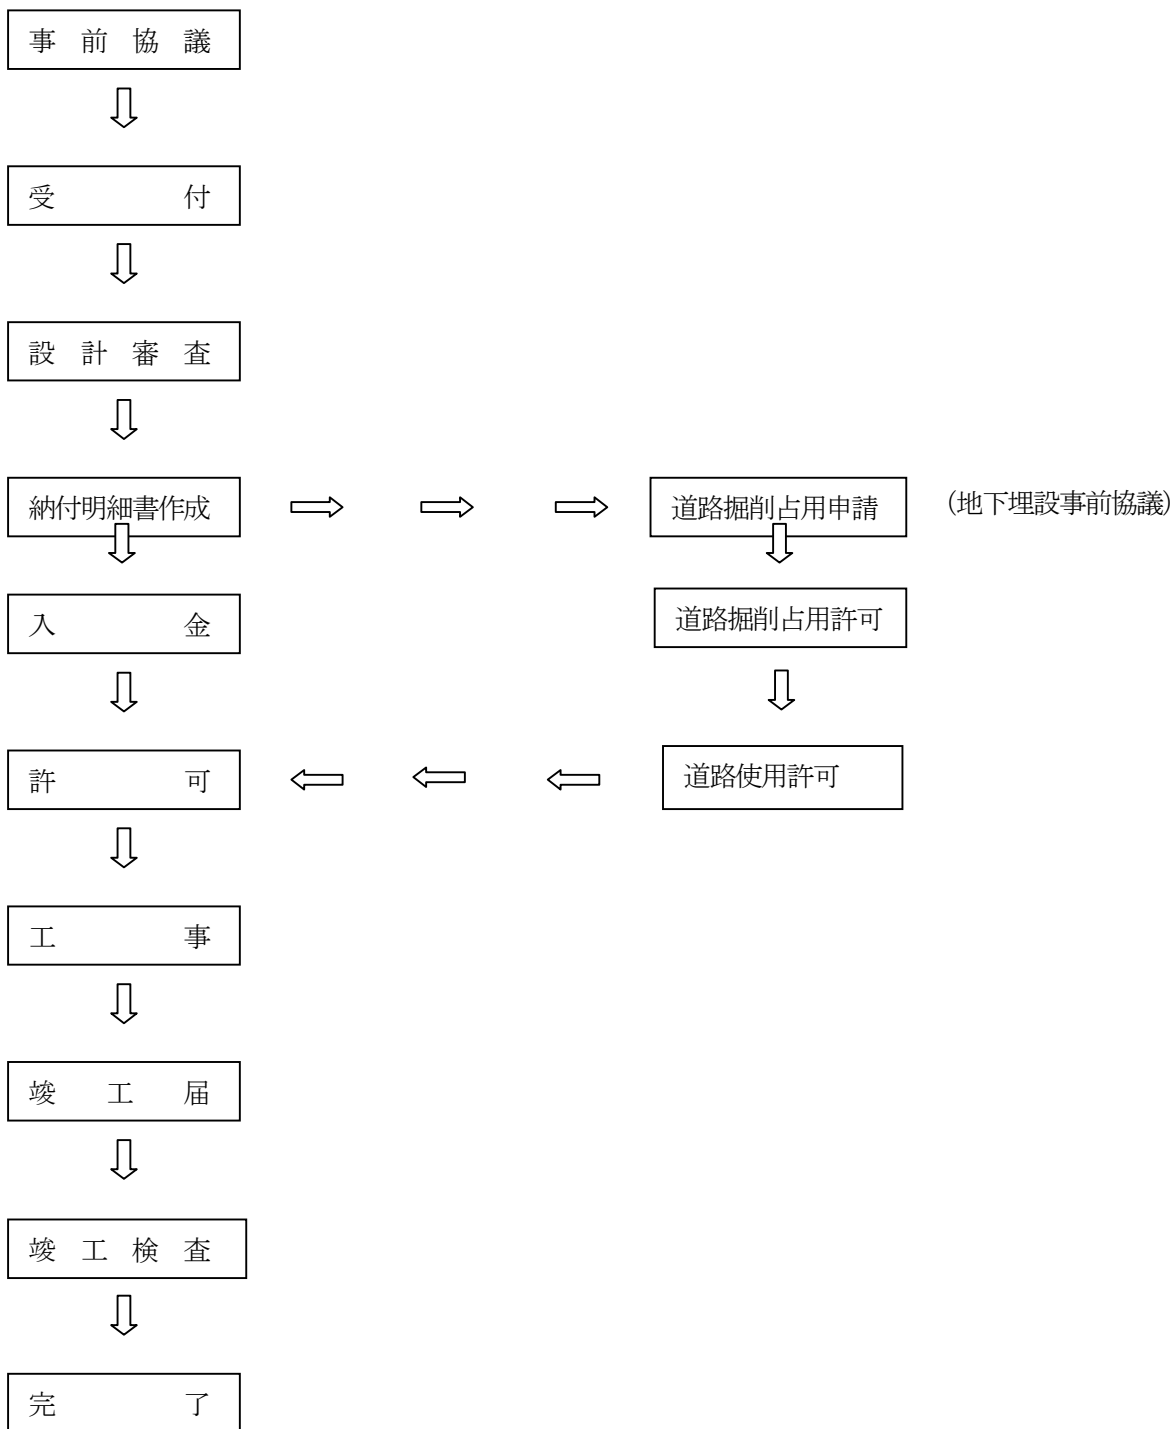 事前協議
受付
設計審査
納付明細書作成
道路掘削占用申請
（地下埋設事前協議）
入金
道路掘削占用許可
許可
道路使用許可
工事
竣工届
竣工検査
完了